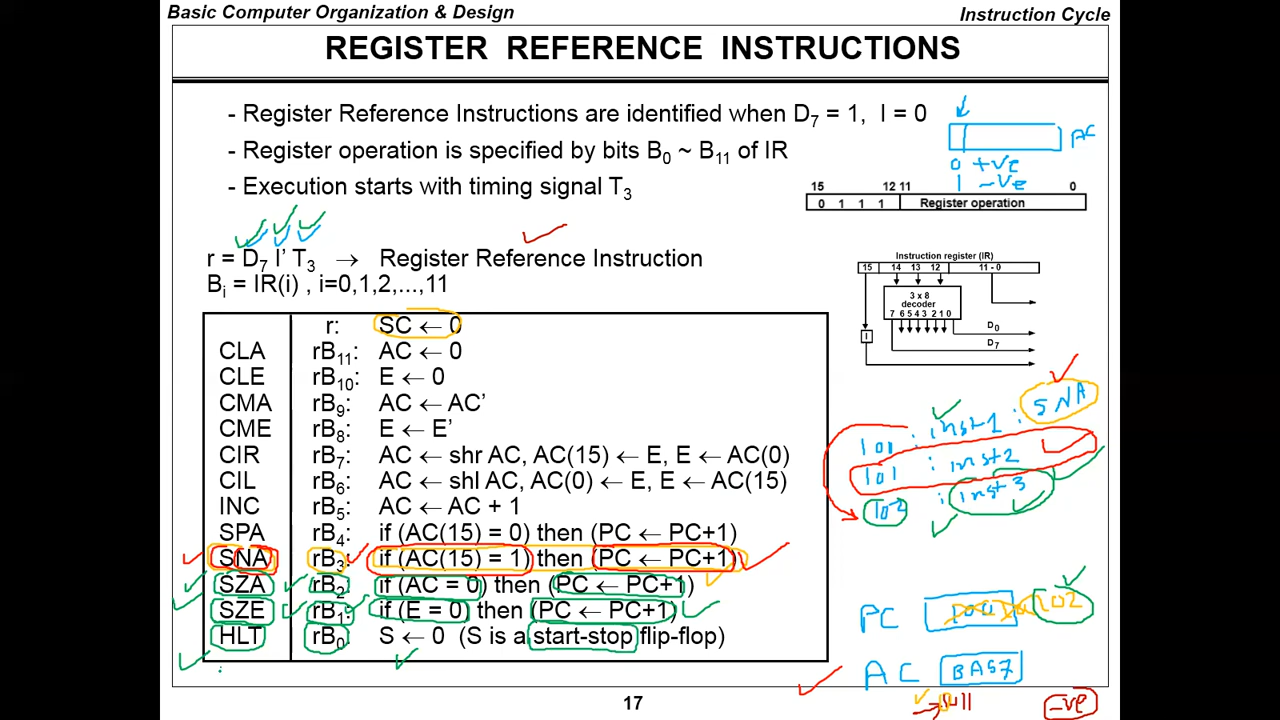 Basic Computer Organization & Design
Instruction Cycle
REGISTER REFERENCE INSTRUCTIONS
- Register Reference Instructions are identified when D7 = 1, I = 0
- Register operation is specified by bits B0 ~ B11 of IR
- Execution starts with timing signal T3
AC
0 +ve
1 -ve
15 12 11 0
0 1 1 1 Register operation
r = D7 I' T3 → Register Reference Instruction
Bi = IR(i) , i=0,1,2,...,11
Instruction register (IR)
15 14 13 12 11 - 0
3 x 8
decoder
7 6 5 4 3 2 1 0
I
D0
D7
r: SC ← 0
CLA rB11: AC ← 0
CLE rB10: E ← 0
CMA rB9: AC ← AC'
CME rB8: E ← E'
CIR rB7: AC ← shr AC, AC(15) ← E, E ← AC(0)
CIL rB6: AC ← shl AC, AC(0) ← E, E ← AC(15)
INC rB5: AC ← AC + 1
SPA rB4: if (AC(15) = 0) then (PC ← PC+1)
SNA rB3: if (AC(15) = 1) then (PC ← PC+1)
SZA rB2: if (AC = 0) then (PC ← PC+1)
SZE rB1: if (E = 0) then (PC ← PC+1)
HLT rB0: S ← 0 (S is a start-stop flip-flop)
100 : inst1 : SNA
101 : inst2
102 : inst3
PC 102
AC BA57
-ve
17